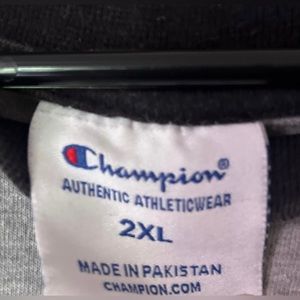 Champion®
AUTHENTIC ATHLETICWEAR
2XL
MADE IN PAKISTAN
CHAMPION.COM